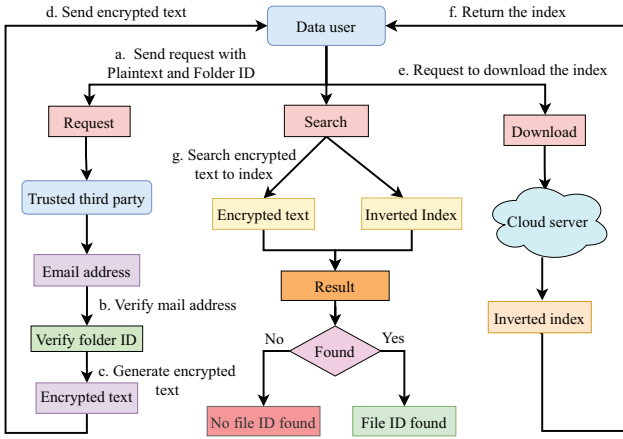 d. Send encrypted text
Data user
f. Return the index
a. Send request with
Plaintext and Folder ID
e. Request to download the index
Request
Search
Download
g. Search encrypted
text to index
Trusted third party
Encrypted text
Inverted Index
Cloud server
Email address
Result
b. Verify mail address
Inverted index
Verify folder ID
No
Found
Yes
c. Generate encrypted
text
Encrypted text
No file ID found
File ID found